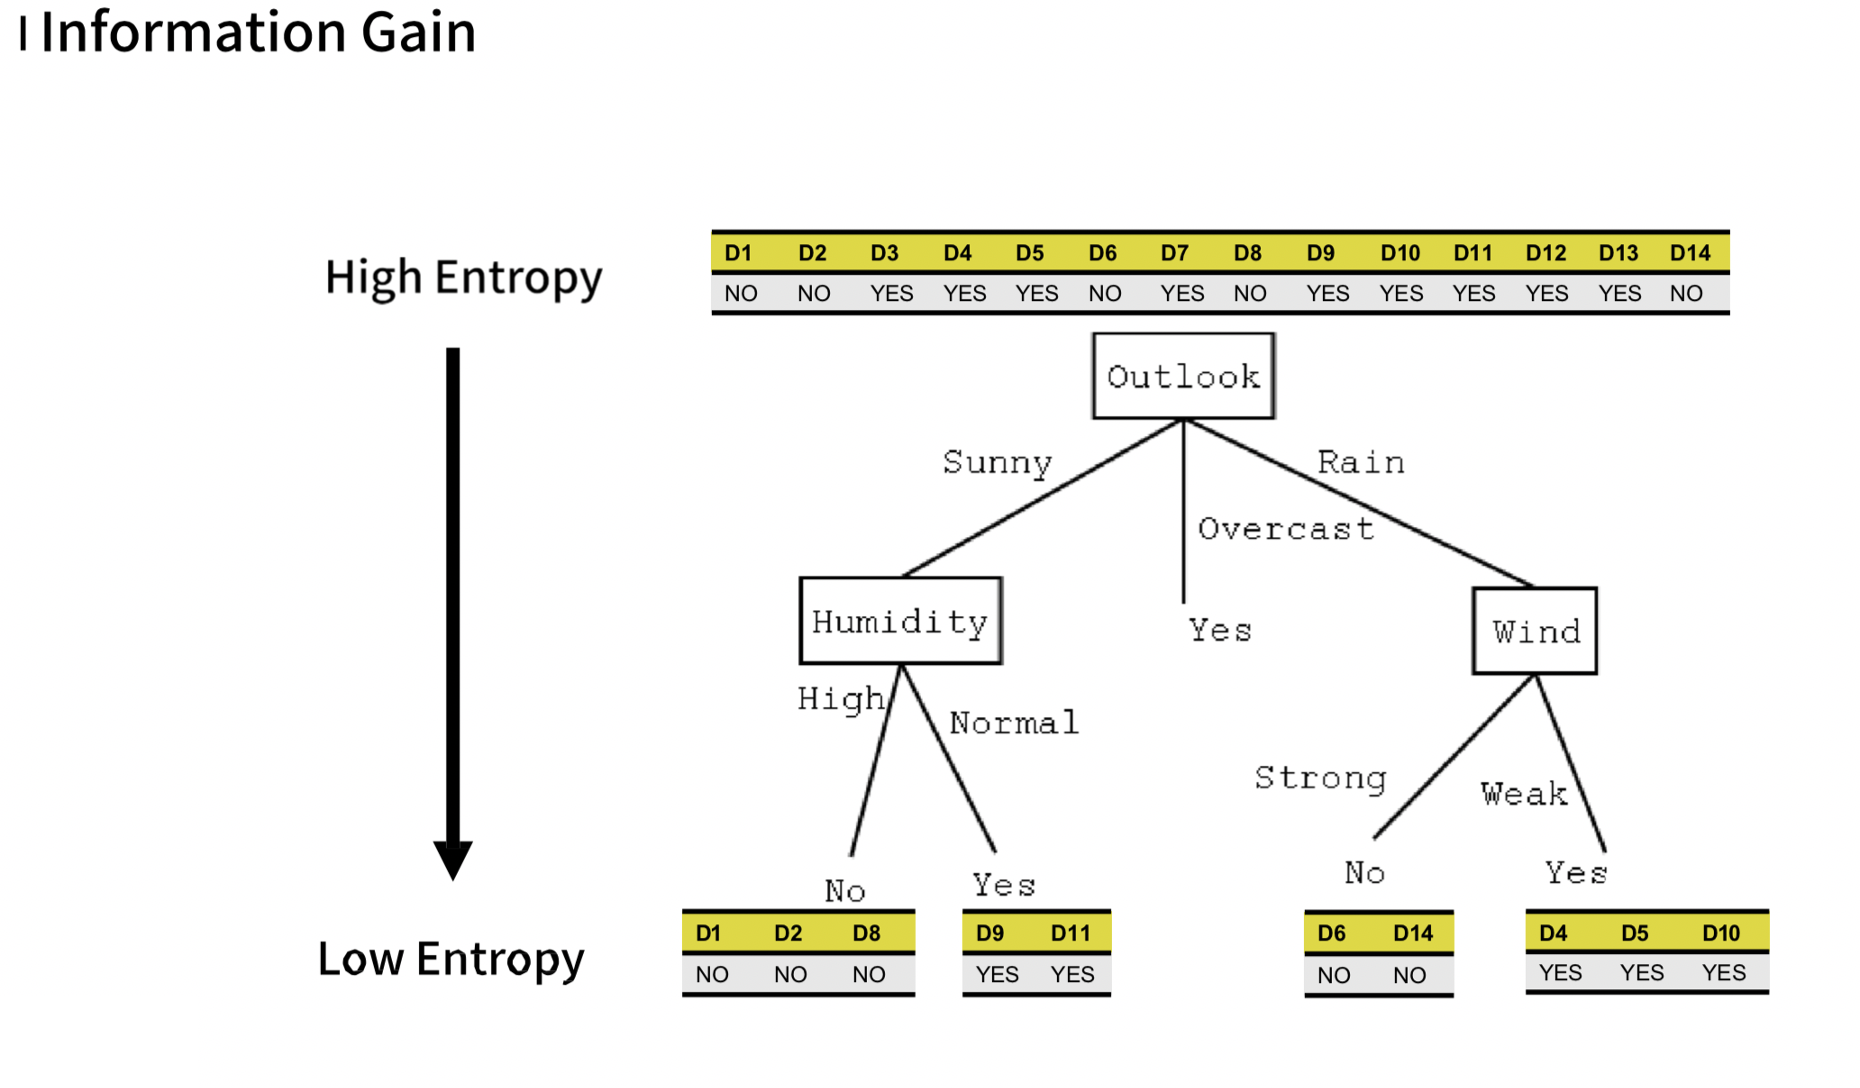 Information Gain
High Entropy
D1 D2 D3 D4 D5 D6 D7 D8 D9 D10 D11 D12 D13 D14
NO NO YES YES YES NO YES NO YES YES YES YES YES NO
Outlook
Sunny
Rain
Overcast
Humidity
Yes
Wind
High
Normal
Strong
Weak
No
Yes
No
Yes
Low Entropy
D1 D2 D8
NO NO NO
D9 D11
YES YES
D6 D14
NO NO
D4 D5 D10
YES YES YES